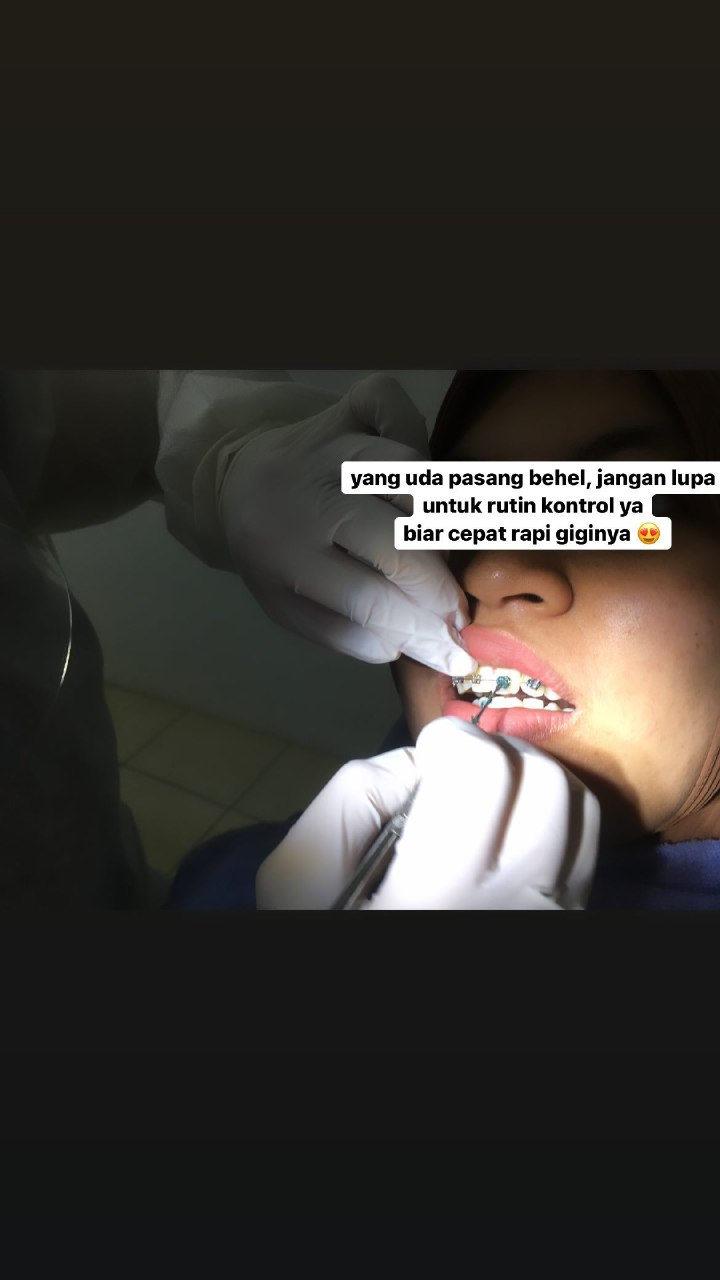 yang uda pasang behel, jangan lupa
untuk rutin kontrol ya
biar cepat rapi giginya 😍